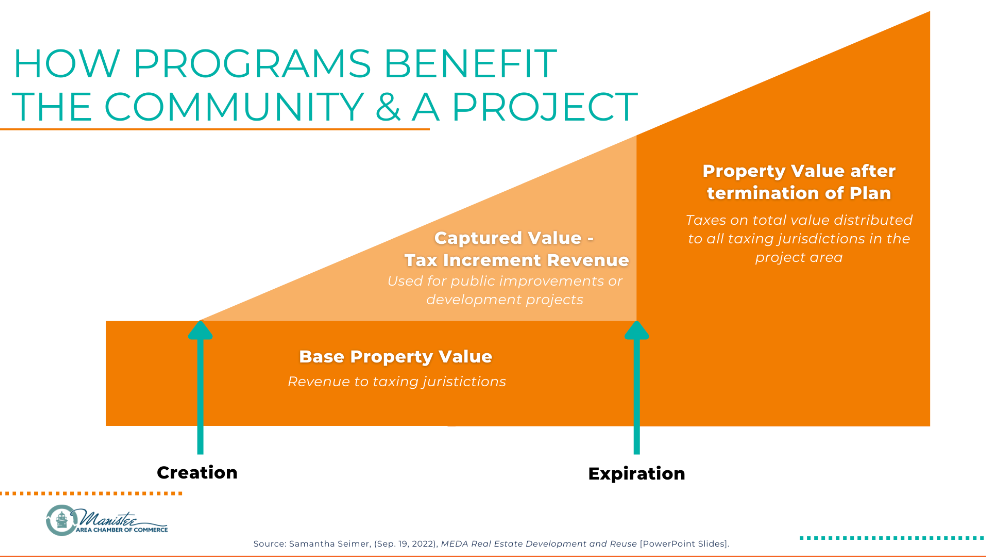 HOW PROGRAMS BENEFIT
THE COMMUNITY & A PROJECT
Property Value after
termination of Plan
Taxes on total value distributed
to all taxing jurisdictions in the
project area
Captured Value -
Tax Increment Revenue
Used for public improvements or
development projects
Base Property Value
Revenue to taxing juristictions
Creation
Expiration
Manistee
AREA CHAMBER OF COMMERCE
Source: Samantha Seimer, (Sep. 19, 2022), MEDA Real Estate Development and Reuse [PowerPoint Slides].